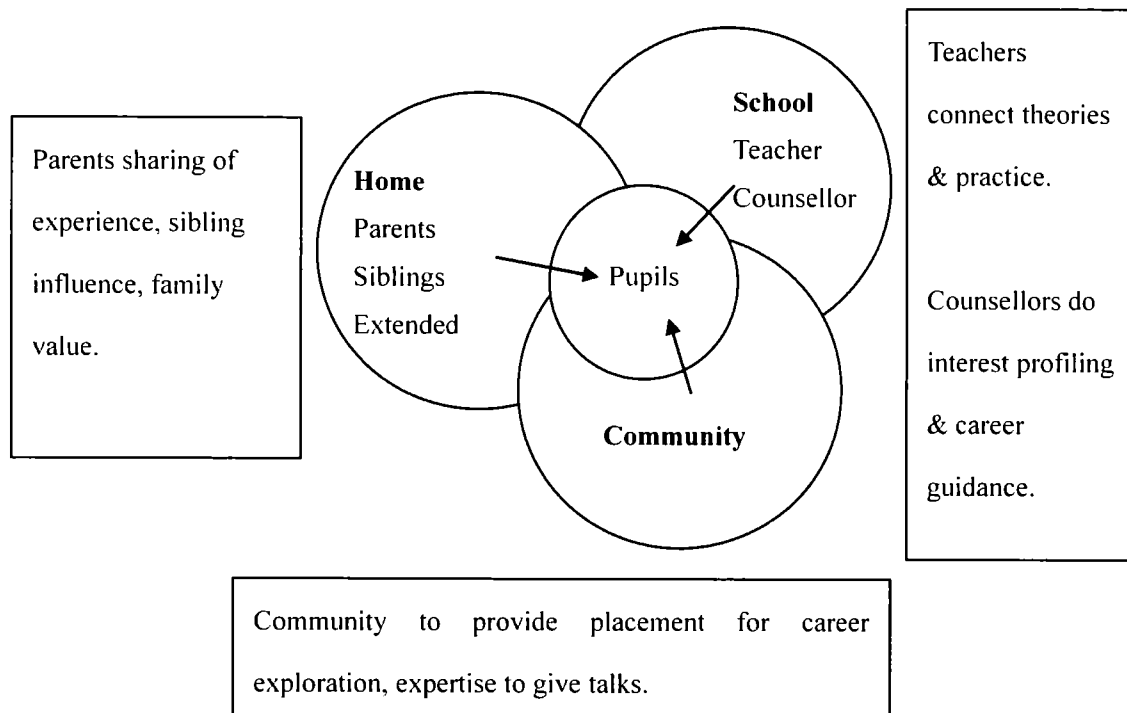 Parents sharing of
experience, sibling
influence, family
value.
Home
Parents
Siblings
Extended
School
Teacher
Counsellor
Pupils
Community
Teachers
connect theories
& practice.
Counsellors do
interest profiling
& career
guidance.
Community to provide placement for career
exploration, expertise to give talks.